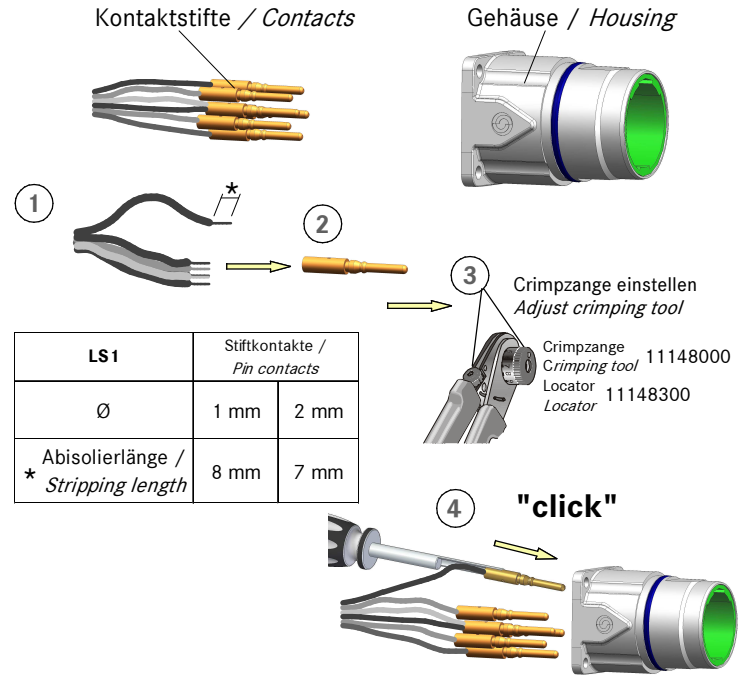 Kontaktstifte / Contacts
Gehäuse / Housing
1
*
2
3
Crimpzange einstellen
Adjust crimping tool
Crimpzange
Crimping tool 11148000
Locator
Locator 11148300
LS1
Stiftkontakte /
Pin contacts
Ø
1 mm
2 mm
* Abisolierlänge /
Stripping length
8 mm
7 mm
4
"click"